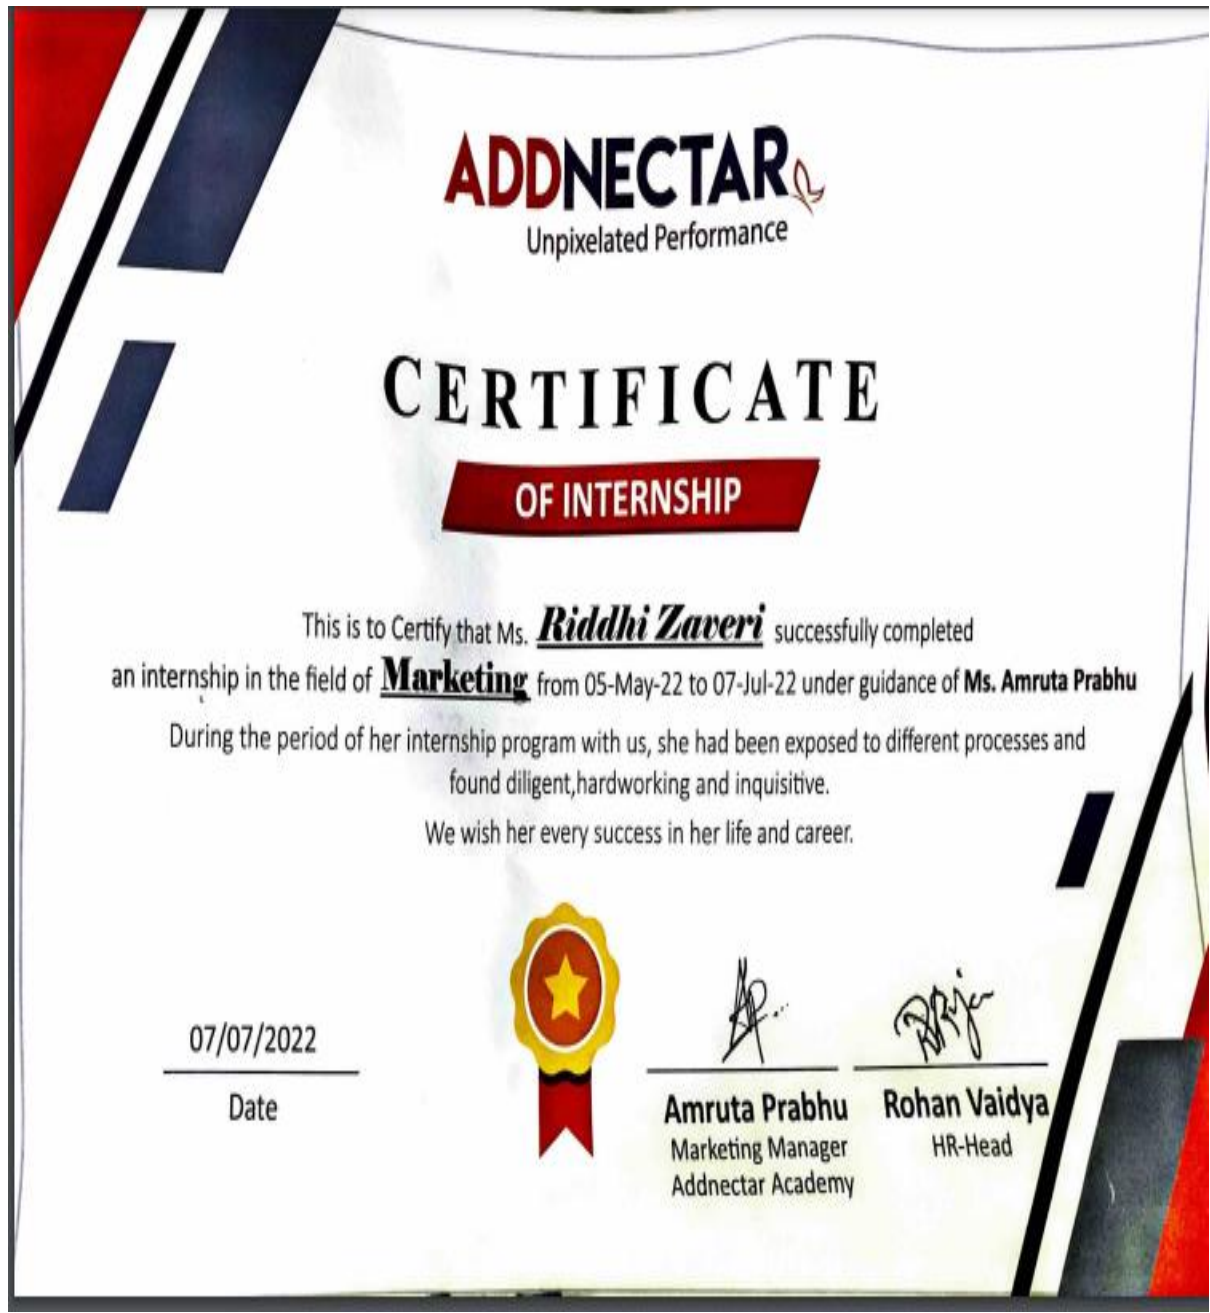 ADDNECTAR
Unpixelated Performance
CERTIFICATE
OF INTERNSHIP
This is to Certify that Ms. Riddhi Zaveri successfully completed
an internship in the field of Marketing from 05-May-22 to 07-Jul-22 under guidance of Ms. Amruta Prabhu
During the period of her internship program with us, she had been exposed to different processes and
found diligent,hardworking and inquisitive.
We wish her every success in her life and career.
07/07/2022
Date
Amruta Prabhu
Marketing Manager
Addnectar Academy
Rohan Vaidya
HR-Head